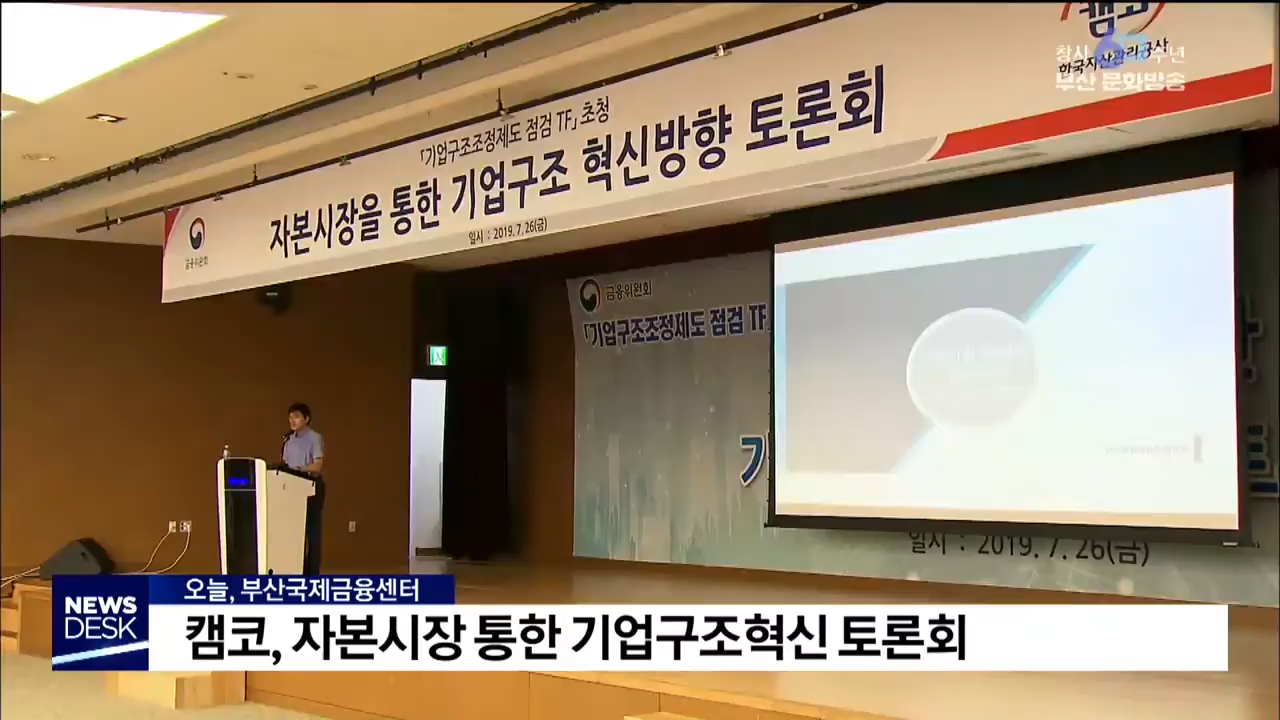 캠코
한국자산관리공사
창사 주년
부산 문화방송
「기업구조조정제도 점검 TF」 초청
자본시장을 통한 기업구조 혁신방향 토론회
일시 : 2019. 7. 26(금)
금융위원회
금융위원회
「기업구조조정제도 점검 TF」
기
일시 : 2019. 7. 26(금)
오늘, 부산국제금융센터
NEWS
DESK
캠코, 자본시장 통한 기업구조혁신 토론회